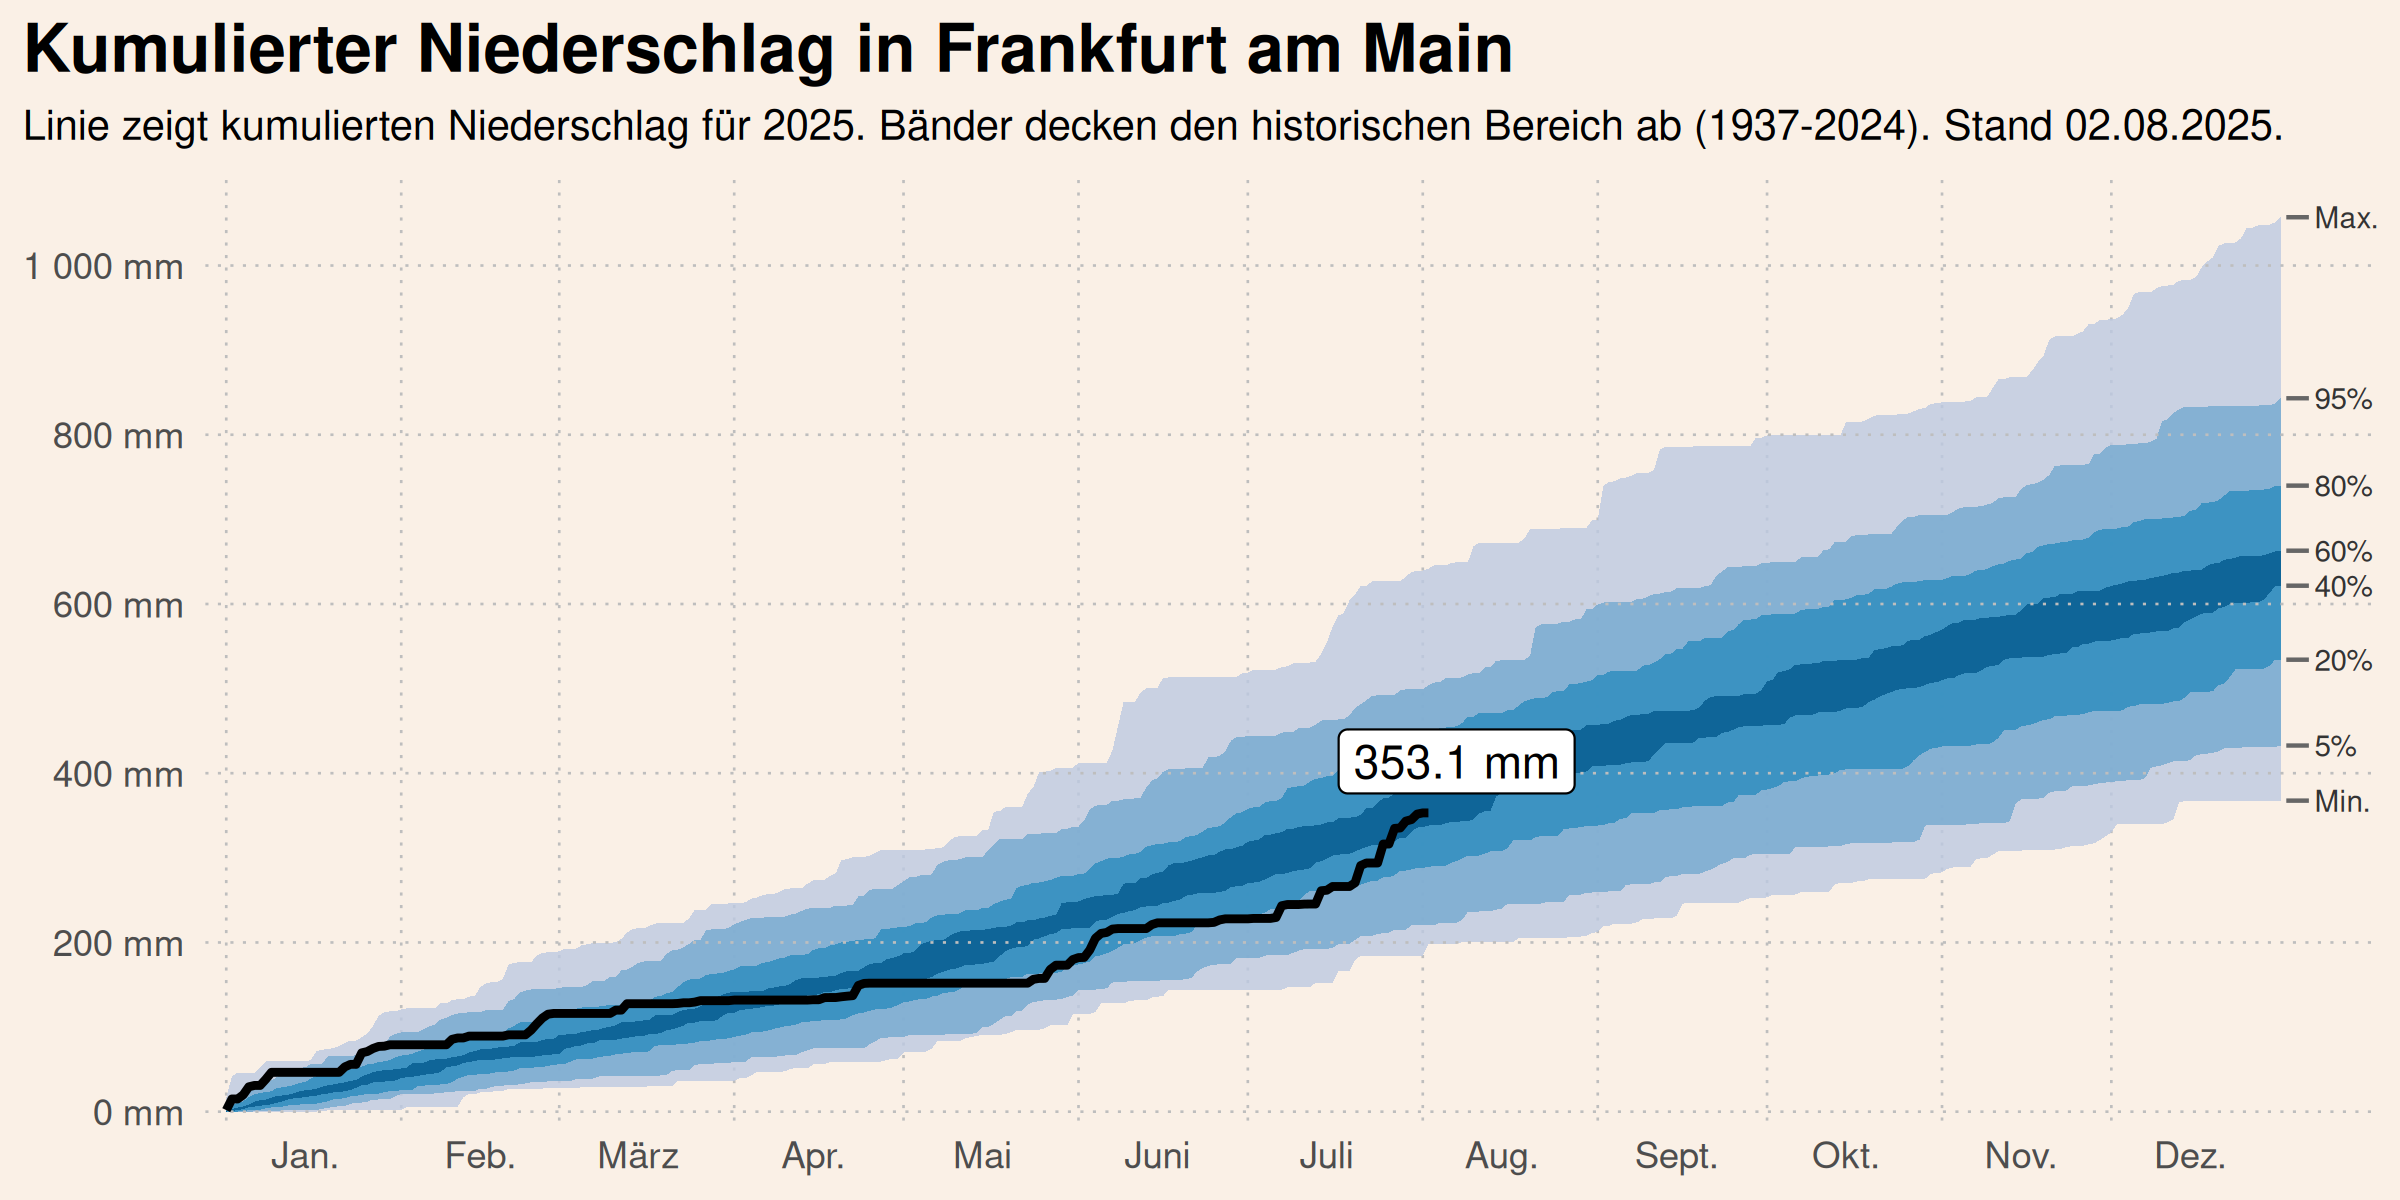 Kumulierter Niederschlag in Frankfurt am Main
Linie zeigt kumulierten Niederschlag für 2025. Bänder decken den historischen Bereich ab (1937-2024). Stand 02.08.2025.
Max.
1 000 mm
95%
800 mm
80%
60%
40%
600 mm
20%
5%
353.1 mm
400 mm
Min.
200 mm
0 mm
Jan. Feb. März Apr. Mai Juni Juli Aug. Sept. Okt. Nov. Dez.